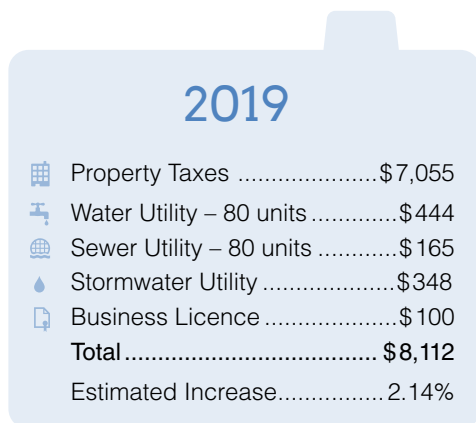 2019
Property Taxes .....................$7,055
Water Utility – 80 units .............$444
Sewer Utility – 80 units .............$165
Stormwater Utility ....................$348
Business Licence .....................$100
Total...................................... $8,112
Estimated Increase................ 2.14%